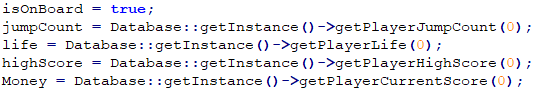 isOnBoard = true;
jumpCount = Database::getInstance()->getPlayerJumpCount(0);
life = Database::getInstance()->getPlayerLife(0);
highScore = Database::getInstance()->getPlayerHighScore(0);
Money = Database::getInstance()->getPlayerCurrentScore(0);